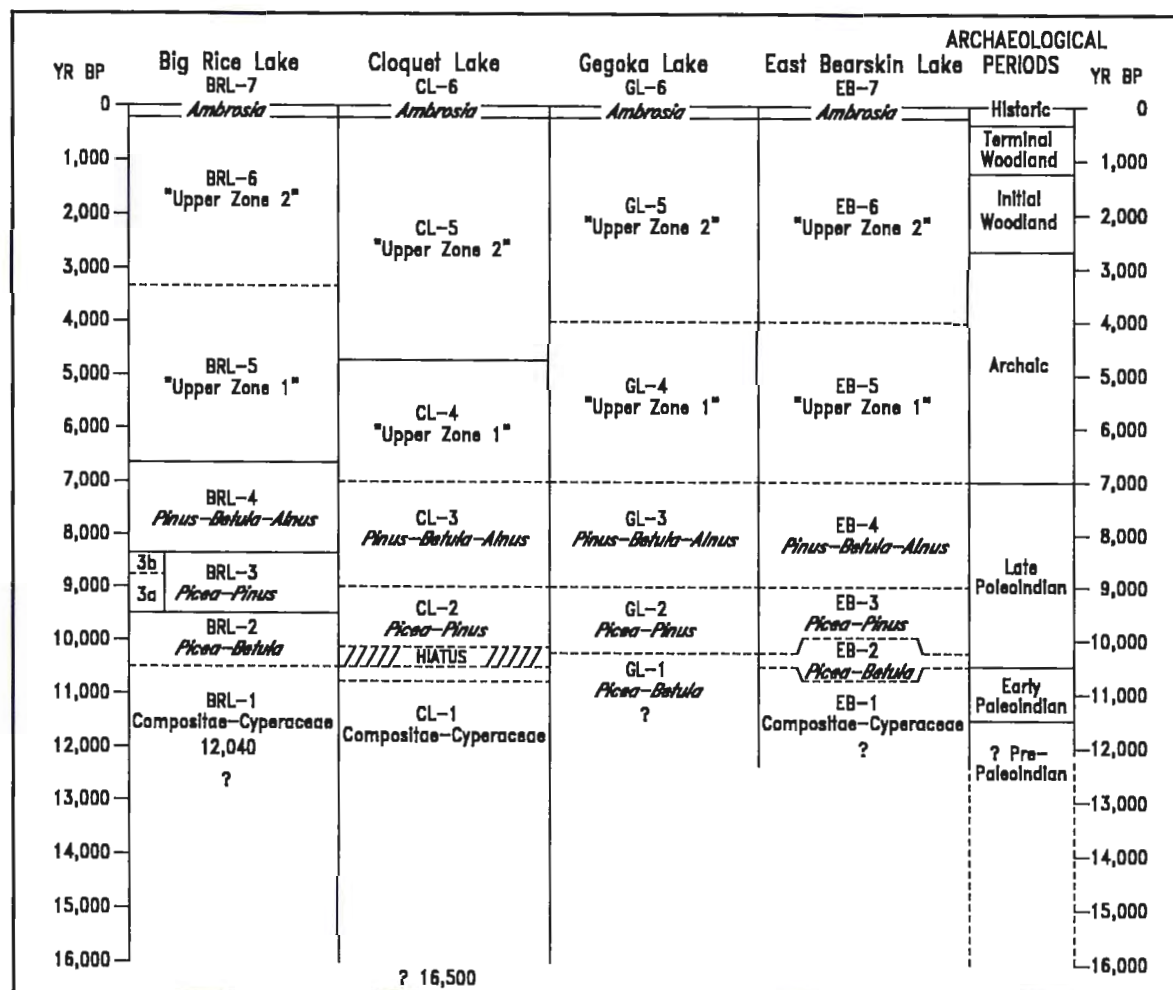 ARCHAEOLOGICAL
YR BP Big Rice Lake Cloquet Lake Gegoka Lake East Bearskin Lake PERIODS YR BP
BRL-7 CL-6 GL-6 EB-7
0 Ambrosia Ambrosia Ambrosia Ambrosia Historic 0
Terminal
Woodland
1,000 1,000
BRL-6
"Upper Zone 2"
GL-5
"Upper Zone 2"
EB-6
"Upper Zone 2"
Initial
Woodland
2,000 2,000
CL-5
"Upper Zone 2"
3,000 3,000
4,000 4,000
BRL-5
"Upper Zone 1"
GL-4
"Upper Zone 1"
EB-5
"Upper Zone 1"
Archaic
5,000 5,000
CL-4
"Upper Zone 1"
6,000 6,000
7,000 7,000
BRL-4
Pinus-Betula-Alnus
CL-3
Pinus-Betula-Alnus
GL-3
Pinus-Betula-Alnus
EB-4
Pinus-Betula-Alnus
8,000 8,000
3b
3a
BRL-3
Picea-Pinus
Late
Paleoindian
9,000 9,000
CL-2
Picea-Pinus
GL-2
Picea-Pinus
EB-3
Picea-Pinus
BRL-2
Picea-Betula
10,000 10,000
HIATUS
EB-2
Picea-Betula
GL-1
Picea-Betula
?
BRL-1
Compositae-Cyperaceae
12,040
?
CL-1
Compositae-Cyperaceae
EB-1
Compositae-Cyperaceae
?
Early
Paleoindian
11,000 11,000
12,000 12,000
? Pre-
Paleoindian
13,000 13,000
14,000 14,000
15,000 15,000
16,000 16,000
? 16,500